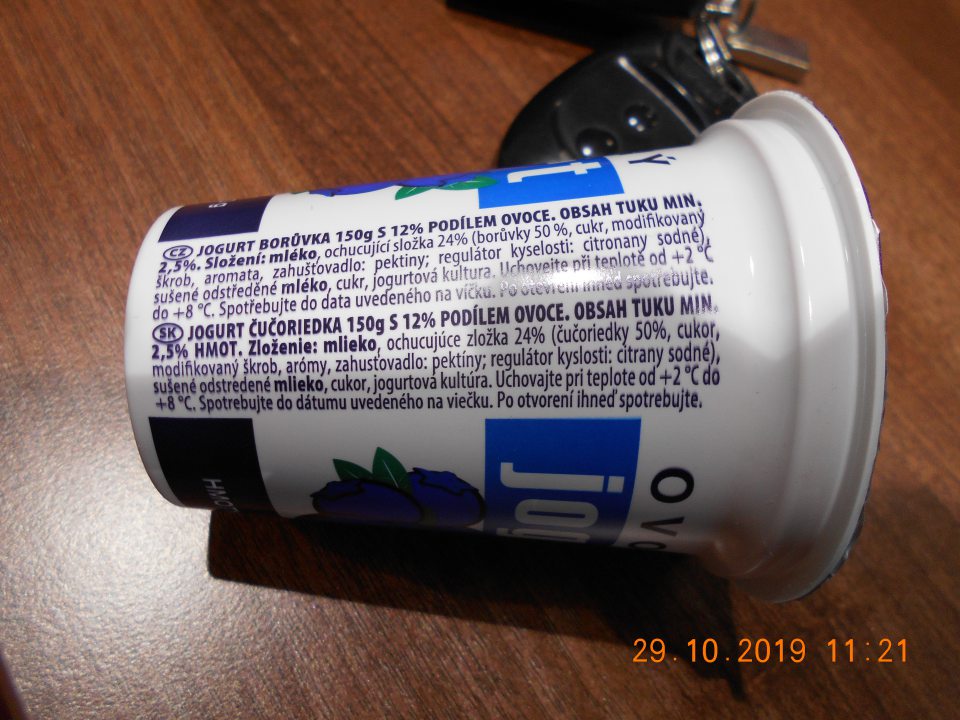 Ý
t
g
CZ JOGURT BORŮVKA 150g S 12% PODÍLEM OVOCE. OBSAH TUKU MIN.
2,5%. Složení: mléko, ochucující složka 24% (borůvky 50 %, cukr, modifikovaný
škrob, aromata, zahušťovadlo: pektiny; regulátor kyselosti: citronany sodné),
sušené odstředěné mléko, cukr, jogurtová kultura. Uchovejte při teplotě od +2 °C
do +8 °C. Spotřebujte do data uvedeného na víčku. Po otevření ihned spotřebujte.
SK JOGURT ČUČORIEDKA 150g S 12% PODÍLEM OVOCE. OBSAH TUKU MIN.
2,5% HMOT. Zloženie: mlieko, ochucujúce zložka 24% (čučoriedky 50%, cukor,
modifikovaný škrob, arómy, zahustovadlo: pektíny; regulátor kyslosti: citrany sodné),
sušené odstredené mlieko, cukor, jogurtová kultúra. Uchovajte pri teplote od +2 °C do
+8 °C. Spotrebujte do dátumu uvedeného na viečku. Po otvorení ihneď spotrebujte.
HMOT
jog
OVO
29.10.2019 11:21